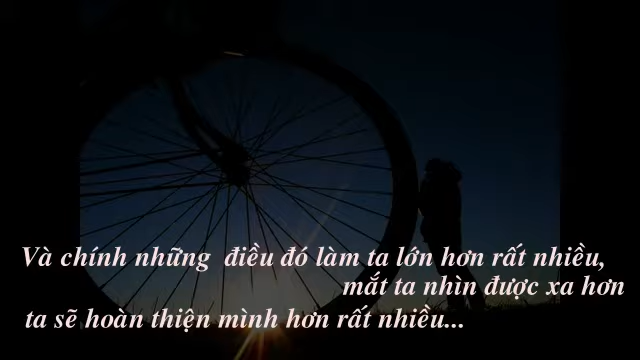 Và chính những điều đó làm ta lớn hơn rất nhiều,
mắt ta nhìn được xa hơn
ta sẽ hoàn thiện mình hơn rất nhiều...